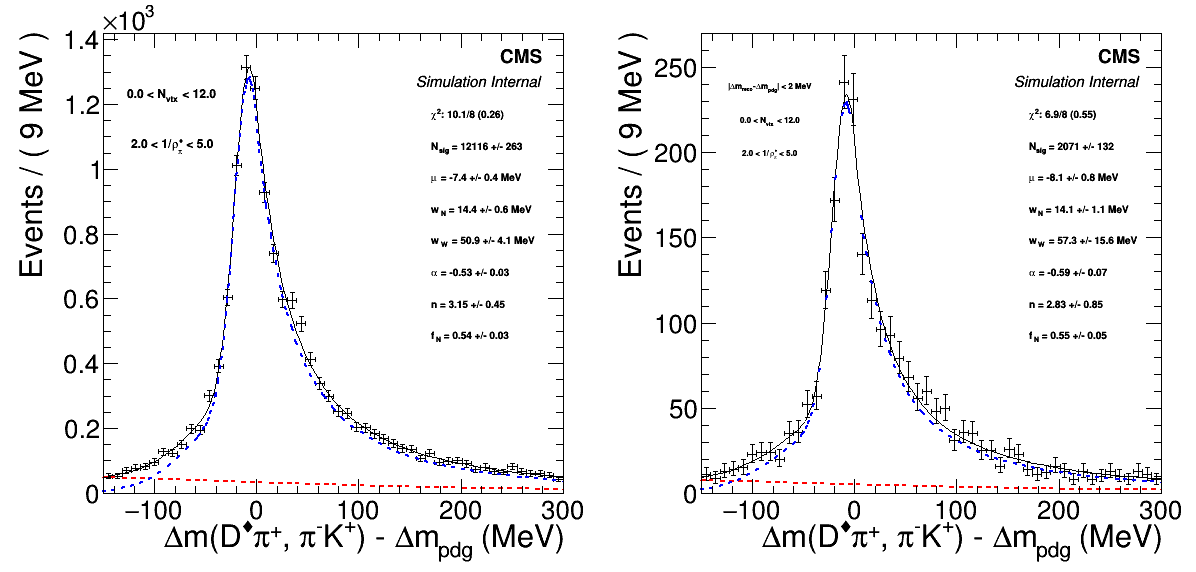 ×10³
Events / ( 9 MeV )
1.4
1.2
1
0.8
0.6
0.4
0.2
0
CMS
Simulation Internal
0.0 < N_vtx < 12.0
2.0 < 1/ρ_π^* < 5.0
χ²: 10.1/8 (0.26)
N_sig = 12116 +/- 263
μ = -7.4 +/- 0.4 MeV
w_N = 14.4 +/- 0.6 MeV
w_W = 50.9 +/- 4.1 MeV
α = -0.53 +/- 0.03
n = 3.15 +/- 0.45
f_N = 0.54 +/- 0.03
−100 0 100 200 300
Δm(D♦π⁺, π⁻K⁺) - Δm_pdg (MeV)
Events / ( 9 MeV )
250
200
150
100
50
0
CMS
Simulation Internal
|Δm_reco-Δm_pdg| < 2 MeV
0.0 < N_vtx < 12.0
2.0 < 1/ρ_π^* < 5.0
χ²: 6.9/8 (0.55)
N_sig = 2071 +/- 132
μ = -8.1 +/- 0.8 MeV
w_N = 14.1 +/- 1.1 MeV
w_W = 57.3 +/- 15.6 MeV
α = -0.59 +/- 0.07
n = 2.83 +/- 0.85
f_N = 0.55 +/- 0.05
−100 0 100 200 300
Δm(D♦π⁺, π⁻K⁺) - Δm_pdg (MeV)